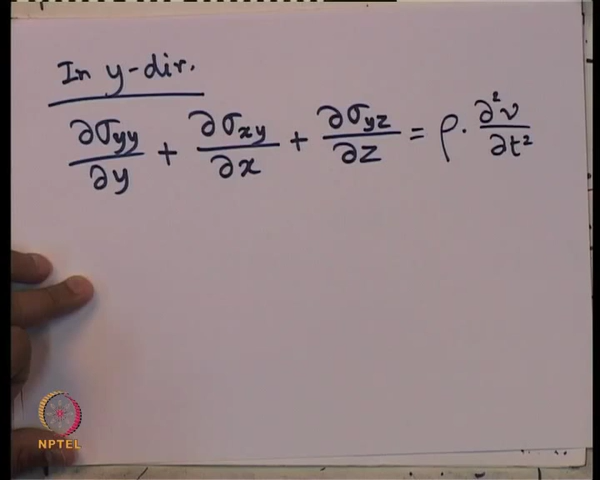 In y-dir.
∂σyy/∂y + ∂σxy/∂x + ∂σyz/∂z = ρ · ∂²v/∂t²
NPTEL